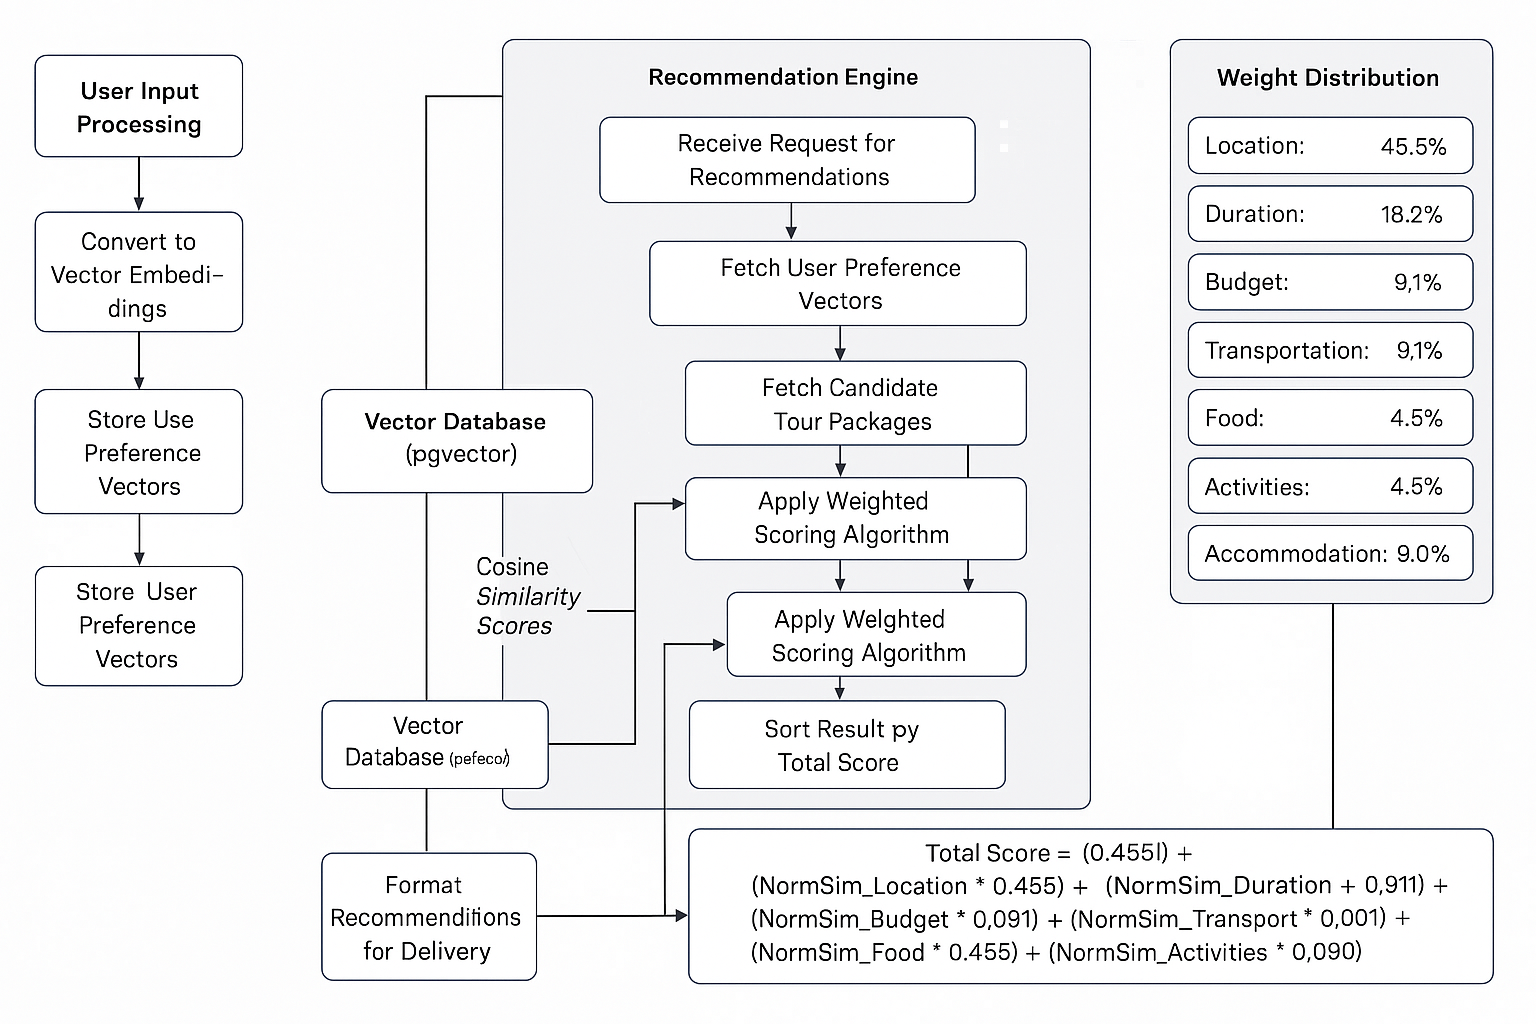 User Input
Processing
Convert to
Vector Embedi–
dings
Store Use
Preference
Vectors
Store User
Preference
Vectors
Vector Database
(pgvector)
Cosine
Similarity
Scores
Vector
Database (pefeco/)
Format
Recommenditions
for Delivery
Recommendation Engine
Receive Request for
Recommendations
Fetch User Preference
Vectors
Fetch Candidate
Tour Packages
Apply Weighted
Scoring Algorithm
Apply Welghted
Scoring Algorithm
Sort Result py
Total Score
Weight Distribution
Location: 45.5%
Duration: 18.2%
Budget: 9,1%
Transportation: 9,1%
Food: 4.5%
Activities: 4.5%
Accommodation: 9.0%
Total Score = (0.455l) +
(NormSim_Location * 0.455) + (NormSim_Duration + 0,911) +
(NormSim_Budget * 0,091) + (NormSim_Transport * 0,001) +
(NormSim_Food * 0.455) + (NormSim_Activities * 0,090)